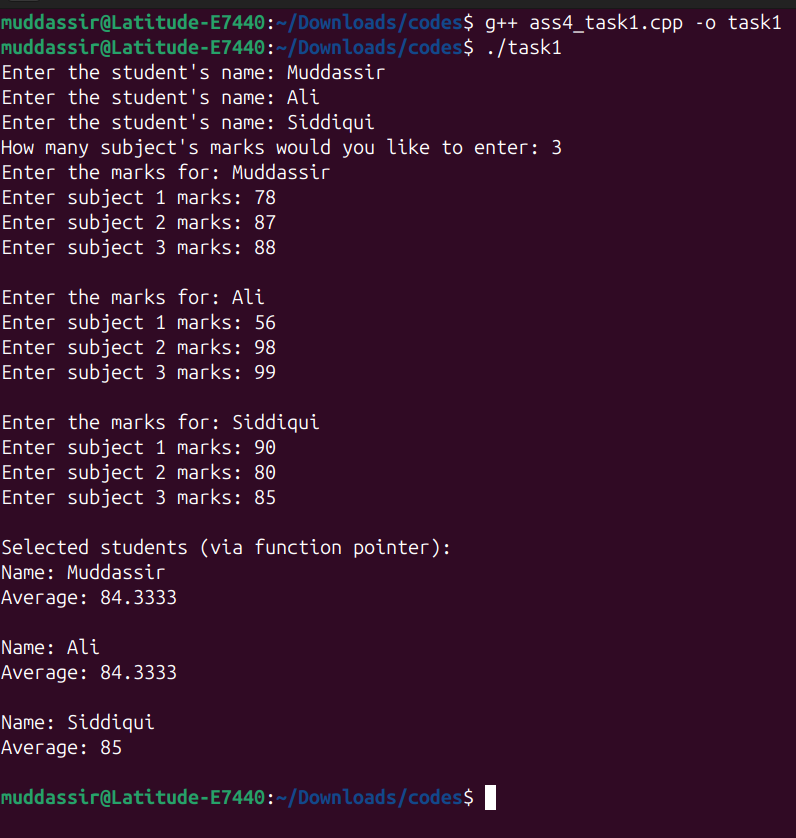 muddassir@Latitude-E7440:~/Downloads/codes$ g++ ass4_task1.cpp -o task1
muddassir@Latitude-E7440:~/Downloads/codes$ ./task1
Enter the student's name: Muddassir
Enter the student's name: Ali
Enter the student's name: Siddiqui
How many subject's marks would you like to enter: 3
Enter the marks for: Muddassir
Enter subject 1 marks: 78
Enter subject 2 marks: 87
Enter subject 3 marks: 88
Enter the marks for: Ali
Enter subject 1 marks: 56
Enter subject 2 marks: 98
Enter subject 3 marks: 99
Enter the marks for: Siddiqui
Enter subject 1 marks: 90
Enter subject 2 marks: 80
Enter subject 3 marks: 85
Selected students (via function pointer):
Name: Muddassir
Average: 84.3333
Name: Ali
Average: 84.3333
Name: Siddiqui
Average: 85
muddassir@Latitude-E7440:~/Downloads/codes$